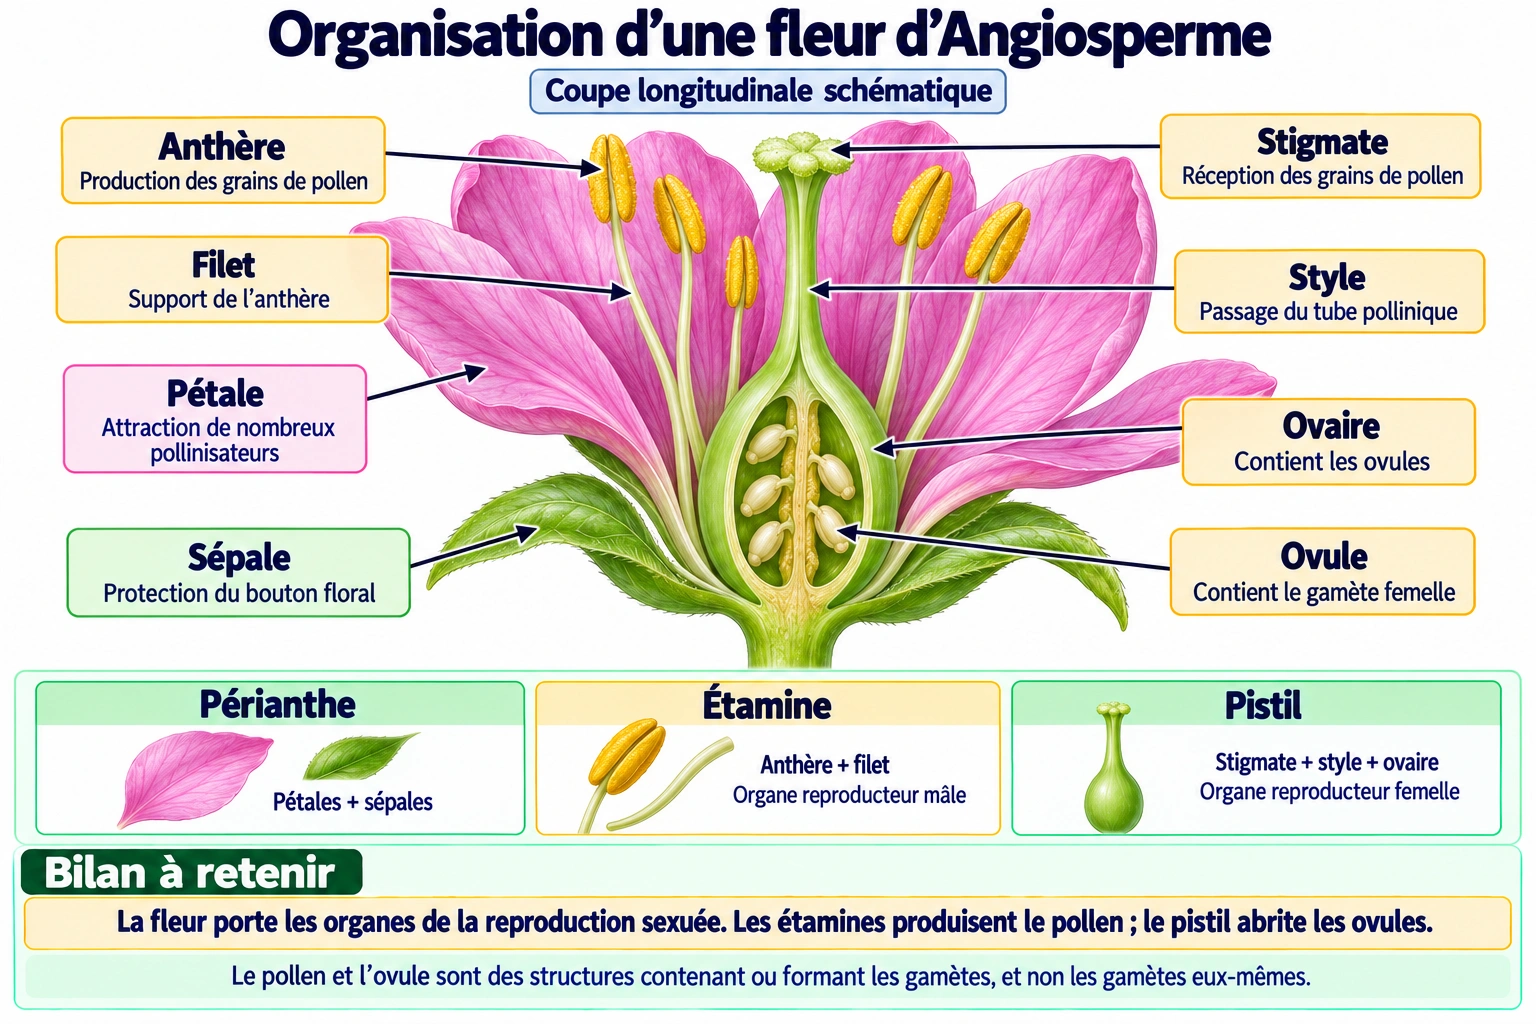 Organisation d’une fleur d’Angiosperme
Coupe longitudinale schématique
Anthère
Production des grains de pollen
Filet
Support de l’anthère
Pétale
Attraction de nombreux
pollinisateurs
Sépale
Protection du bouton floral
Stigmate
Réception des grains de pollen
Style
Passage du tube pollinique
Ovaire
Contient les ovules
Ovule
Contient le gamète femelle
Périanthe
Pétales + sépales
Étamine
Anthère + filet
Organe reproducteur mâle
Pistil
Stigmate + style + ovaire
Organe reproducteur femelle
Bilan à retenir
La fleur porte les organes de la reproduction sexuée. Les étamines produisent le pollen ; le pistil abrite les ovules.
Le pollen et l’ovule sont des structures contenant ou formant les gamètes, et non les gamètes eux-mêmes.